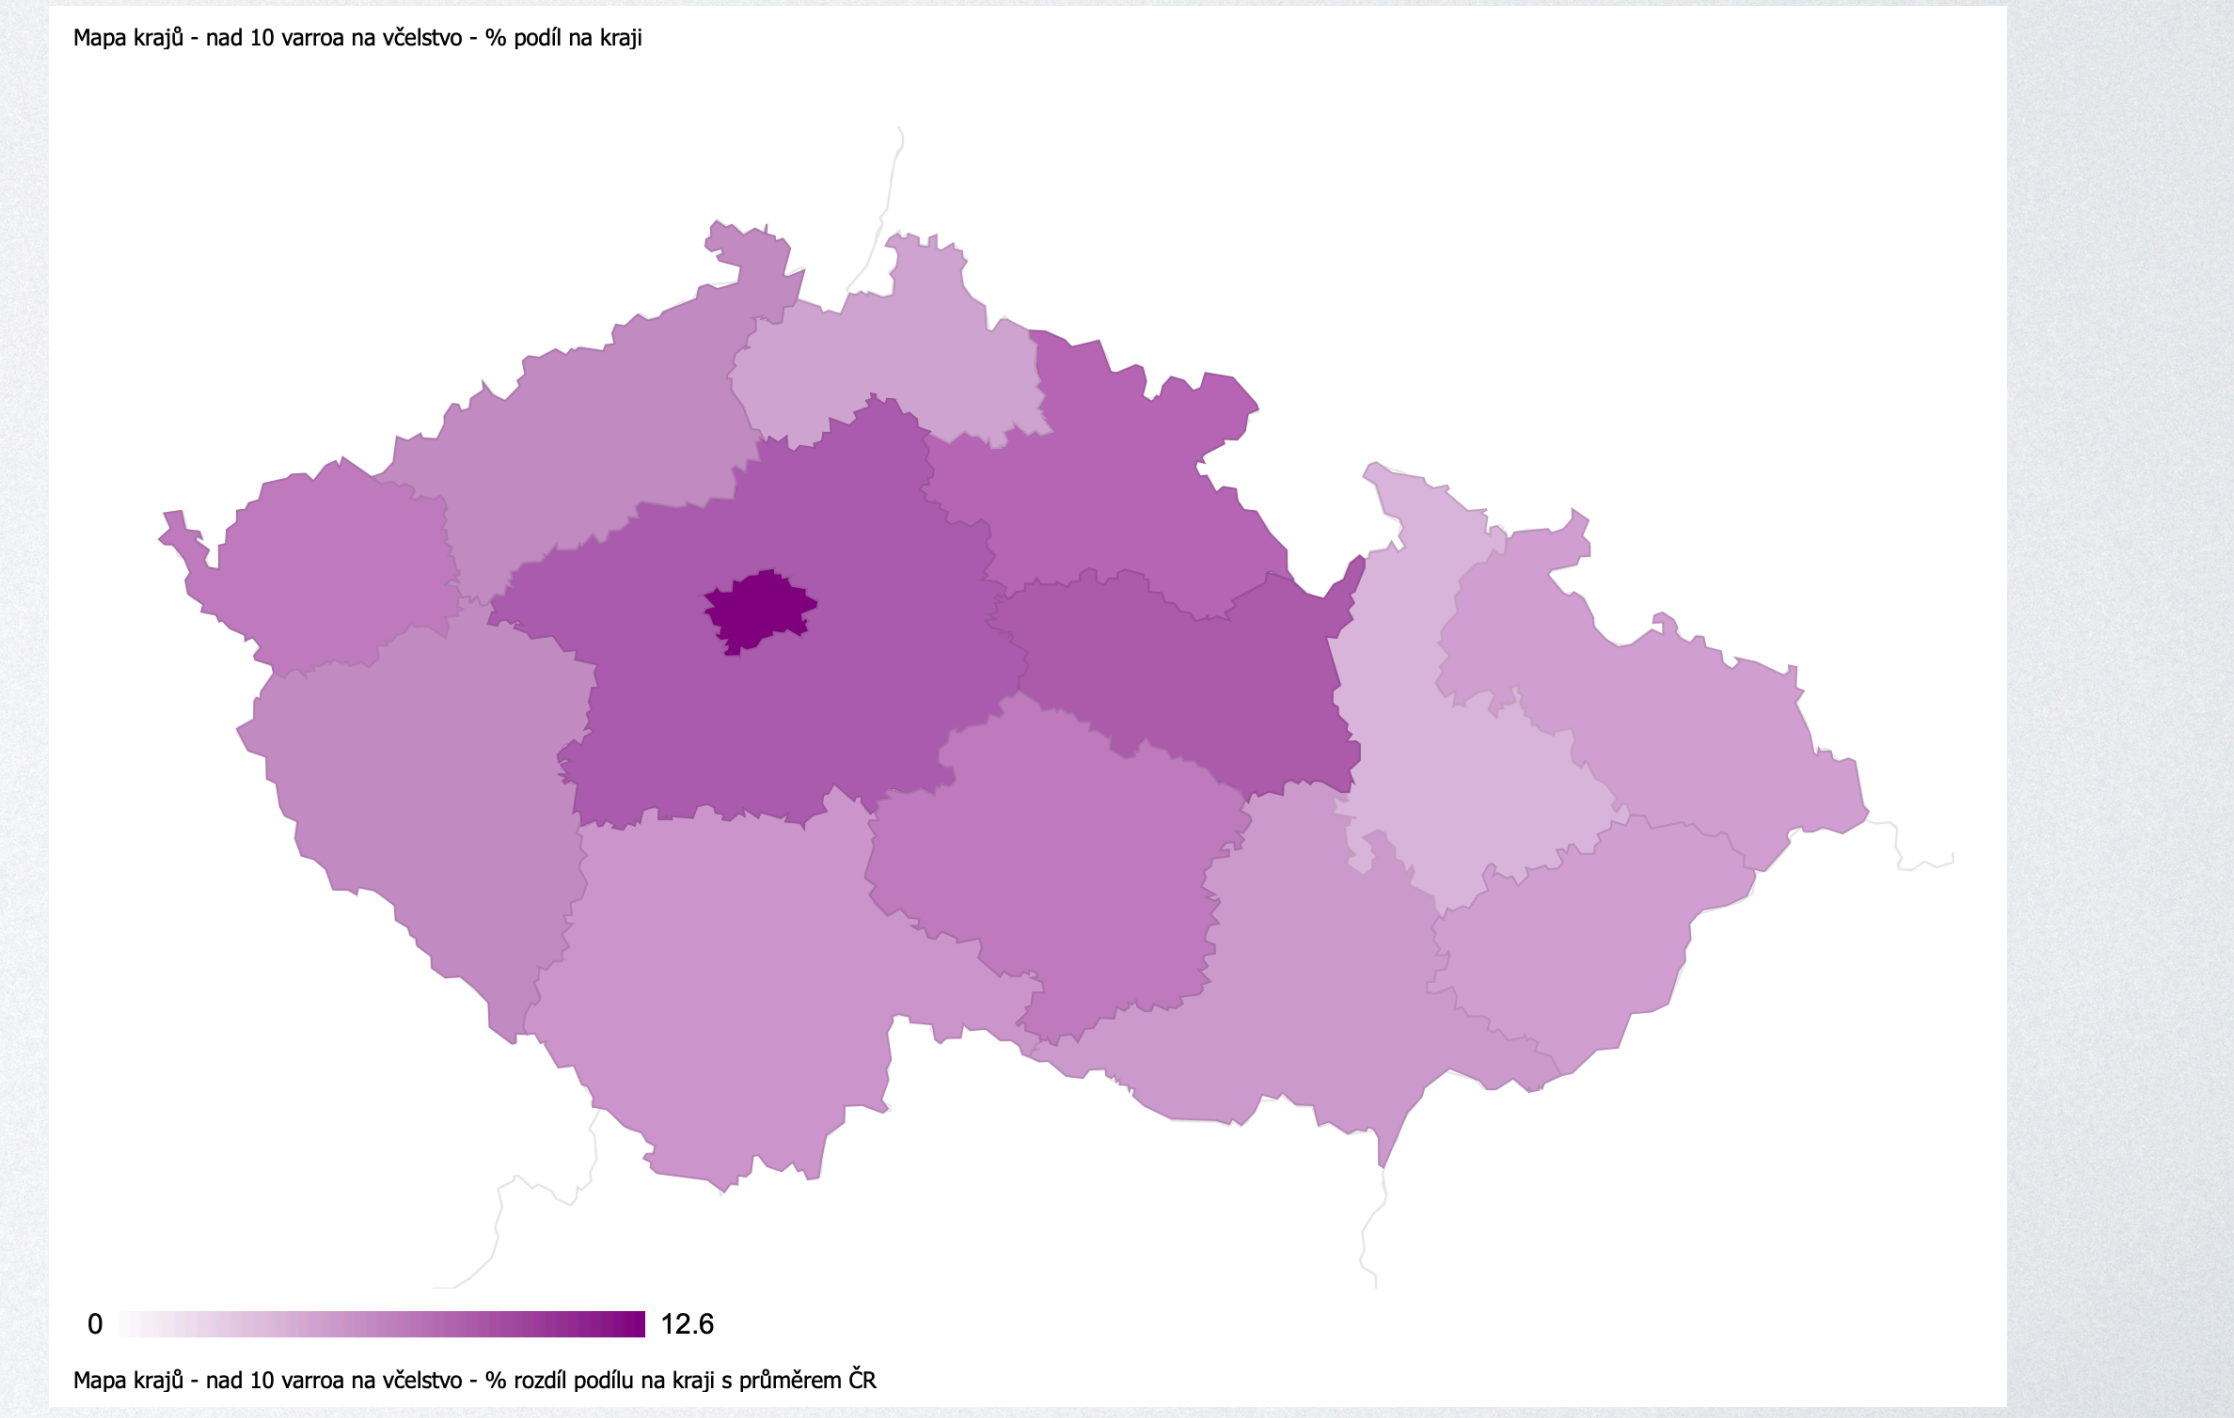 Mapa krajů - nad 10 varroa na včelstvo - % podíl na kraji
0 12.6
Mapa krajů - nad 10 varroa na včelstvo - % rozdíl podílu na kraji s průměrem ČR